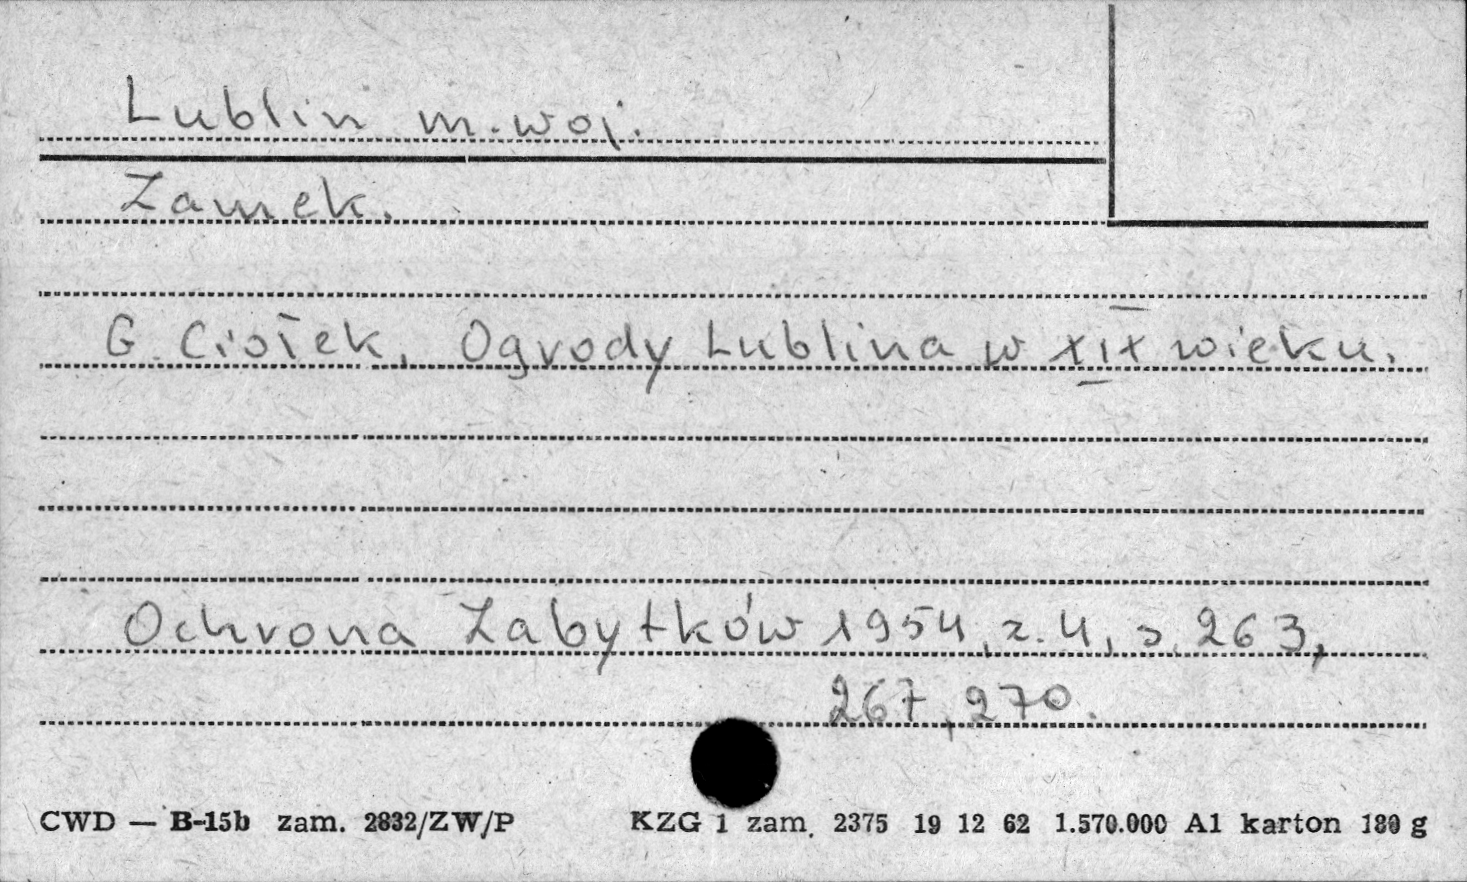 Lublin m. woj.
Zamek.
G. Ciołek, Ogrody Lublina w XIX wieku.
Ochrona Zabytków 1954, z. 4, s. 263,
267, 270.
CWD — B-15b zam. 2832/ZW/P KZG 1 zam. 2375 19 12 62 1.570.000 A1 karton 180 g